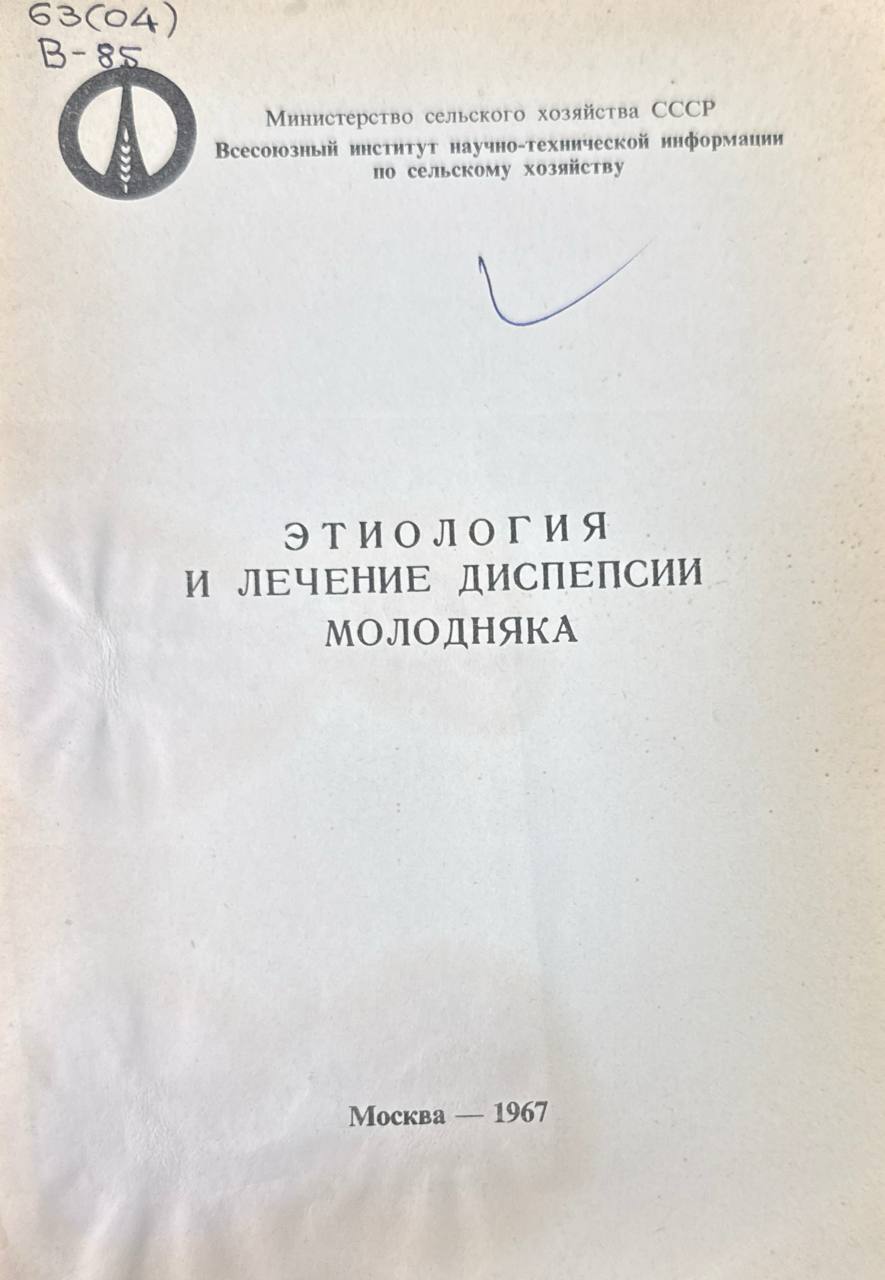 63(04)
В-85
Министерство сельского хозяйства СССР
Всесоюзный институт научно-технической информации
по сельскому хозяйству
ЭТИОЛОГИЯ
И ЛЕЧЕНИЕ ДИСПЕПСИИ
МОЛОДНЯКА
Москва — 1967